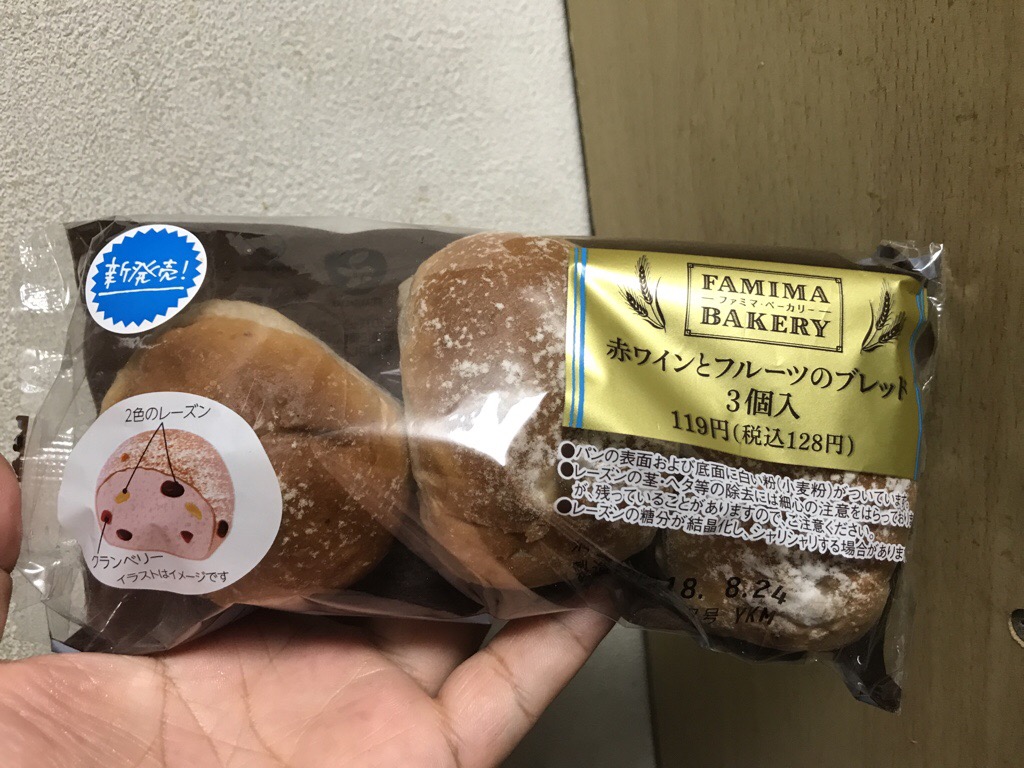 新発売!
2色のレーズン
クランベリー
イラストはイメージです
FAMIMA
ファミマ・ベーカリー
BAKERY
赤ワインとフルーツのブレッド
3個入
119円(税込128円)
●パンの表面および底面に白い粉(小麦粉)がついています
●レーズンの茎、ヘタ等の除去には細心の注意をはらっており
が、残っていることがありますので、ご注意ください。
●レーズンの糖分が結晶化し、シャリシャリする場合があり
18. 8.24
号 YKM